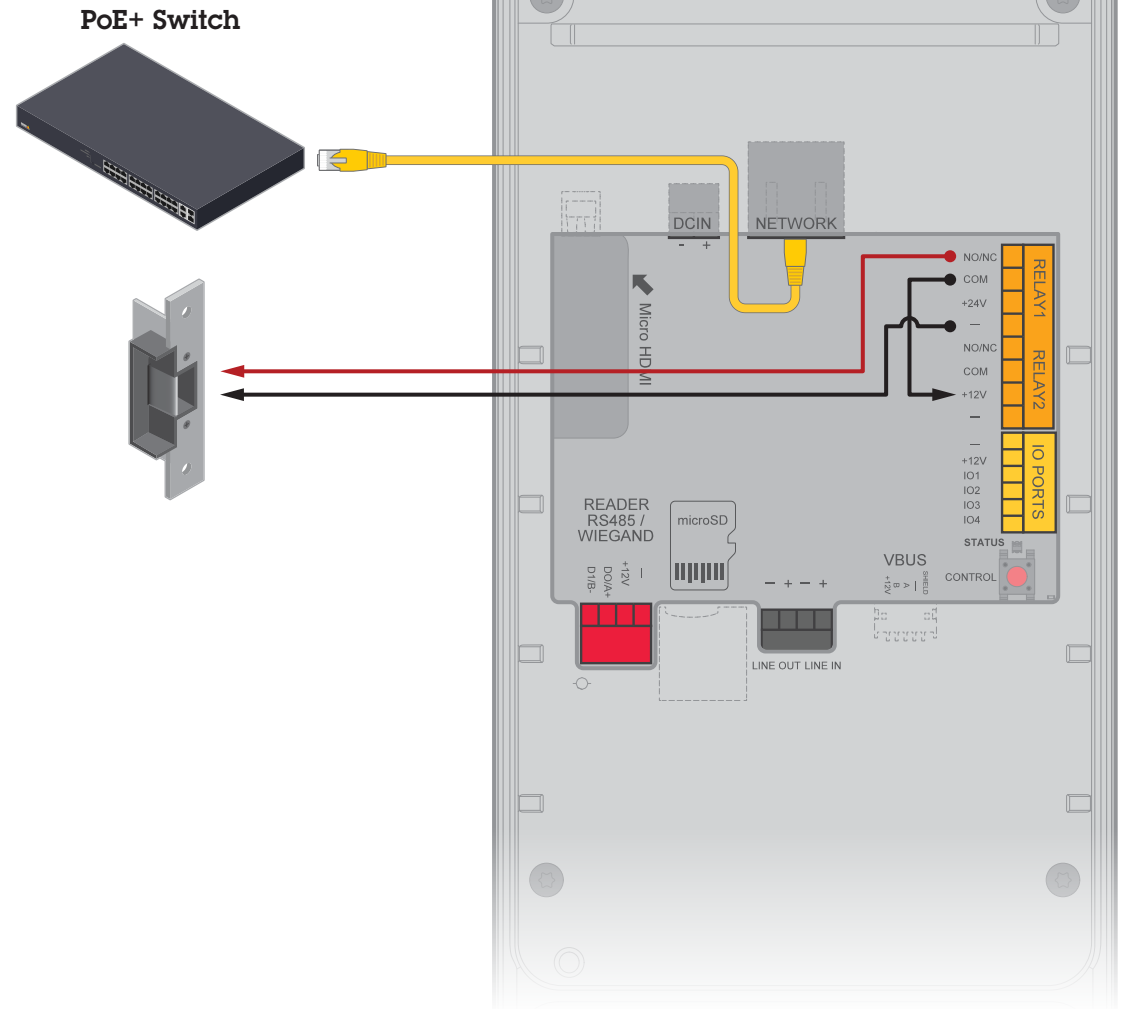 PoE+ Switch
DCIN
- +
NETWORK
Micro HDMI
NO/NC
COM
+24V
—
NO/NC
COM
+12V
—
RELAY1
RELAY2
—
+12V
IO1
IO2
IO3
IO4
IO PORTS
STATUS
CONTROL
READER
RS485 /
WIEGAND
D1/B-
DO/A+
+12V
—
microSD
- + - +
LINE OUT LINE IN
VBUS
+12V
B
A
—
SHIELD